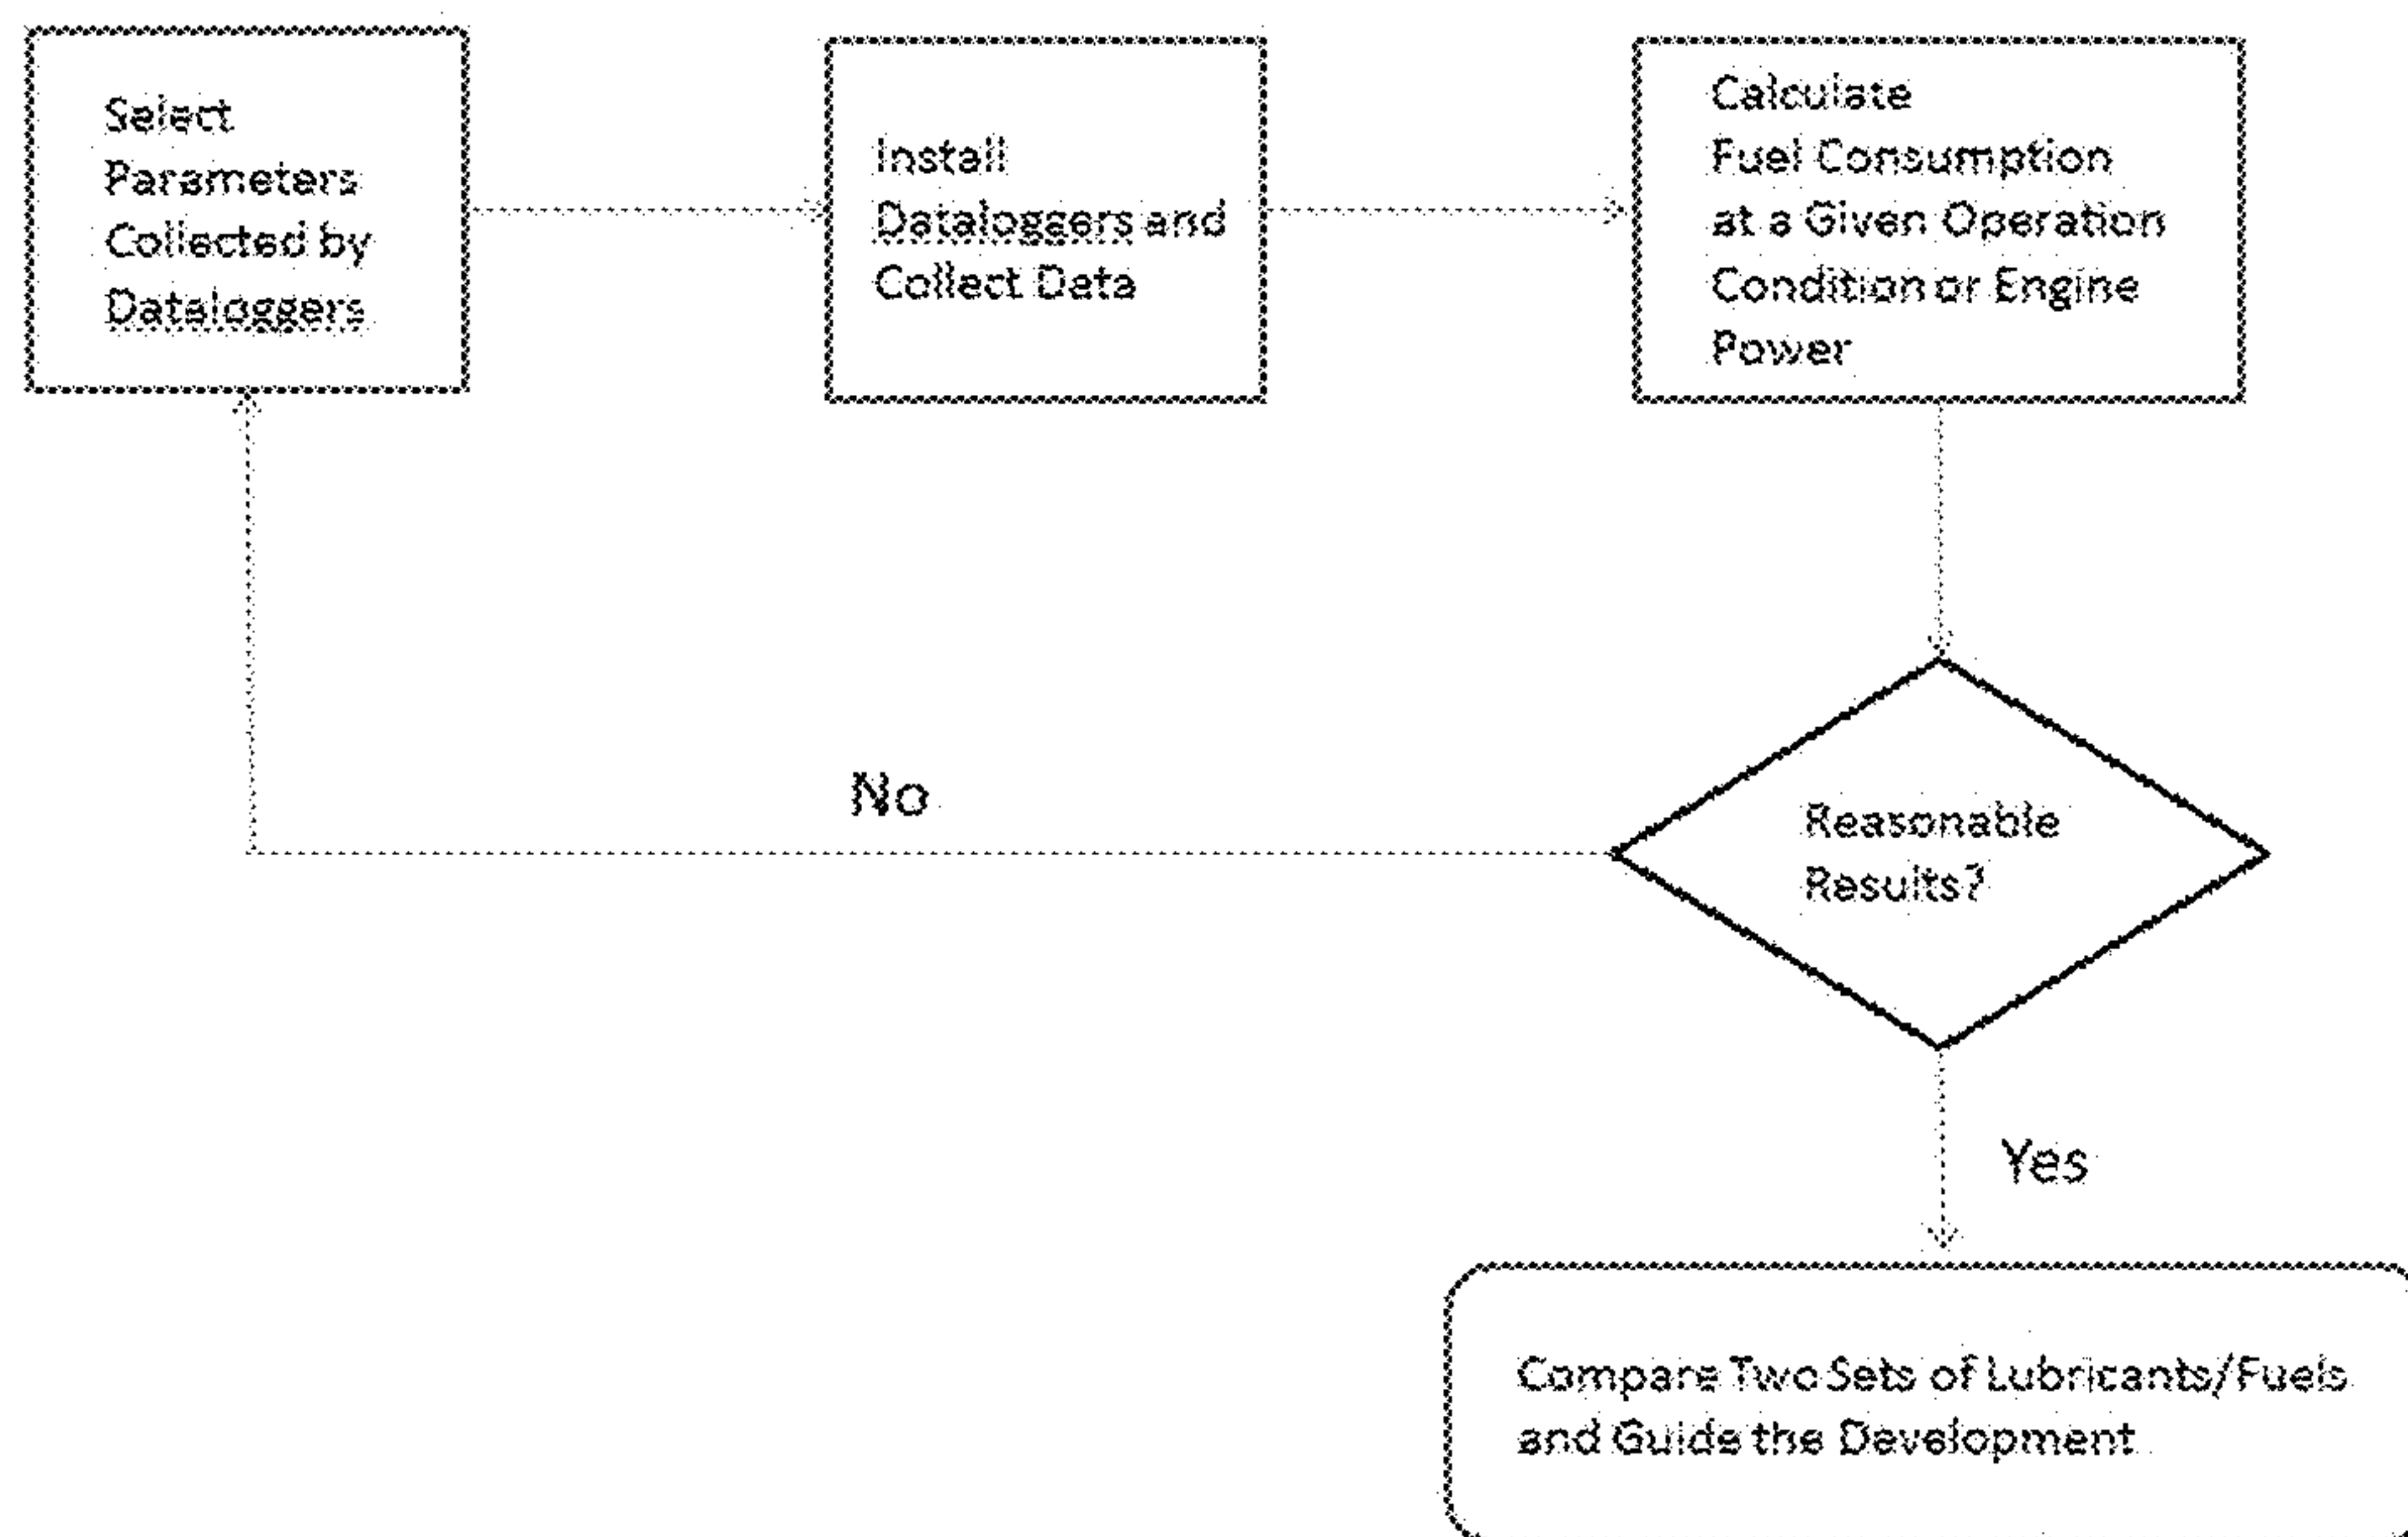 Select
Parameters
Collected by
Dataloggers
Install
Dataloggers and
Collect Data
Calculate
Fuel Consumption
at a Given Operation
Condition or Engine
Power
No
Reasonable
Results?
Yes
Compare Two Sets of Lubricants/Fuels
and Guide the Development